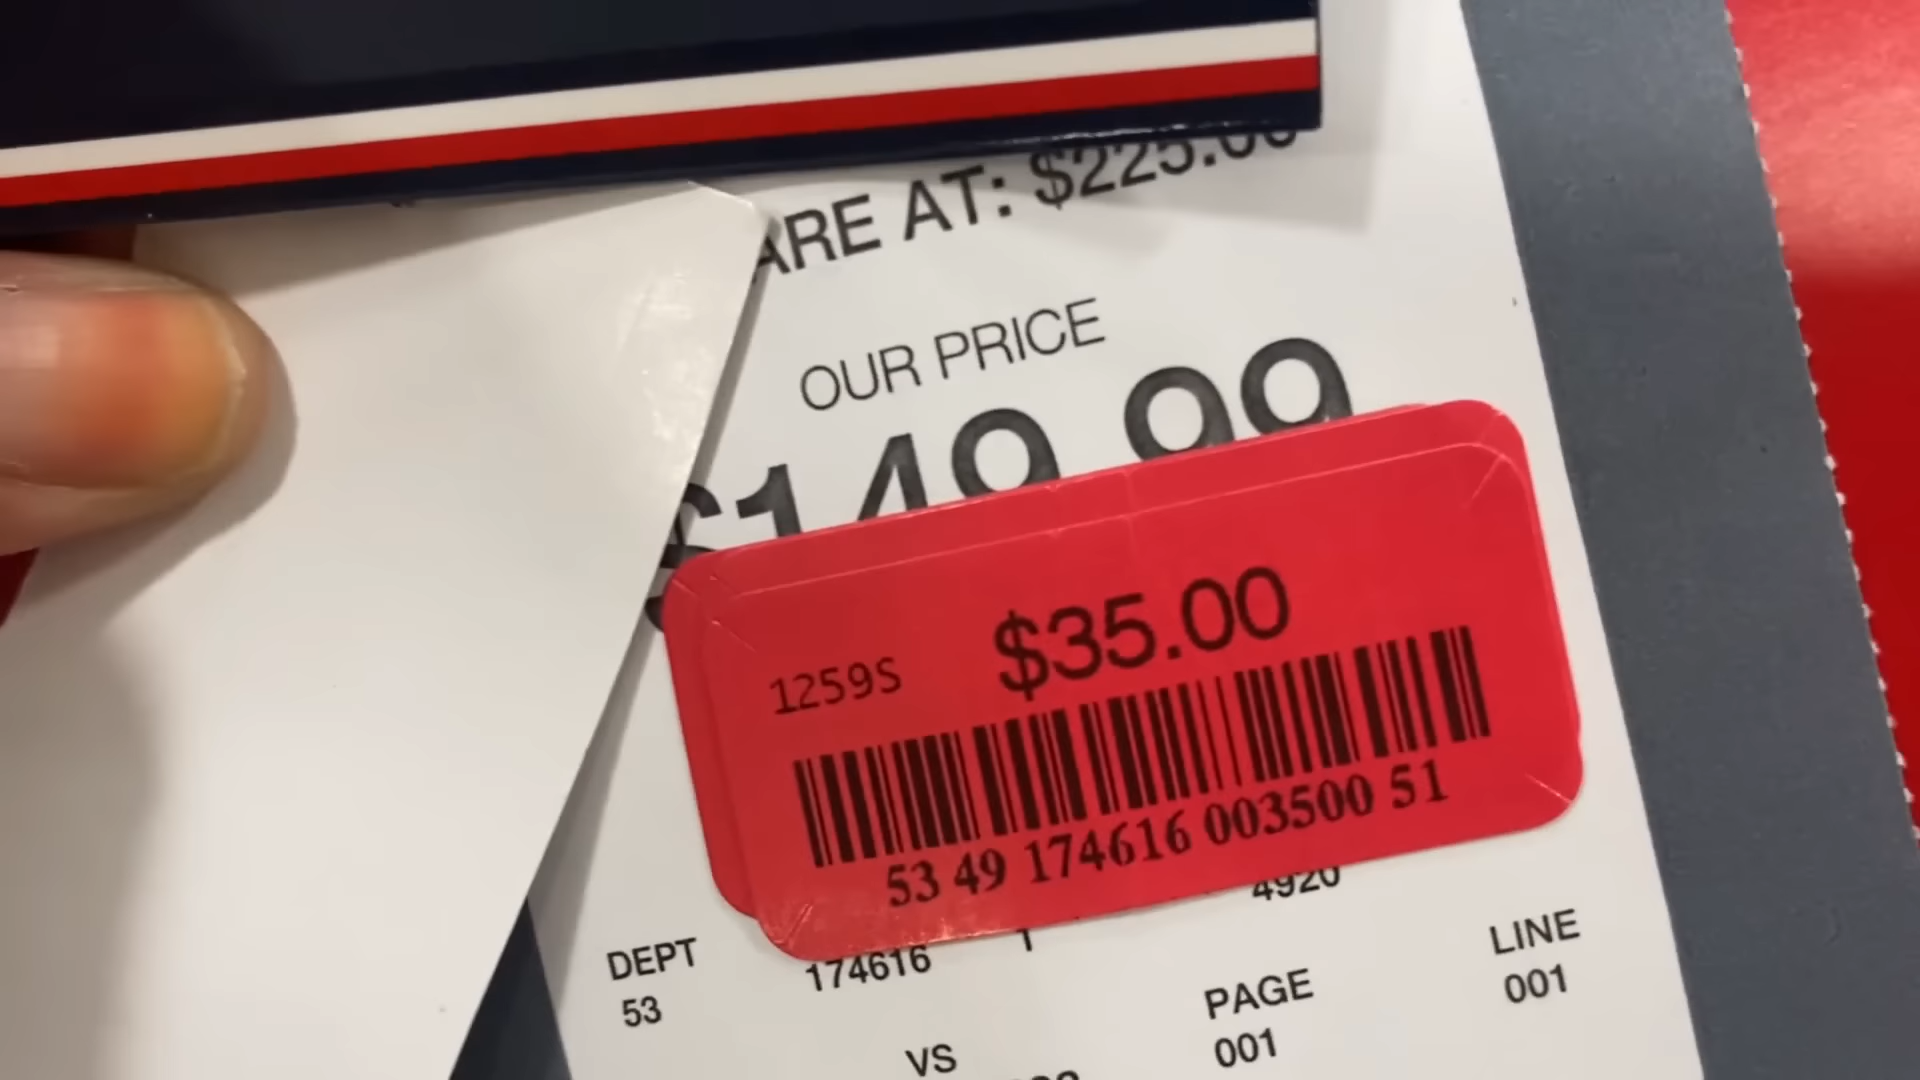 ARE AT: $225.00
OUR PRICE
$149.99
1259S $35.00
53 49 174616 003500 51
4920
DEPT 174616 1 LINE
53 PAGE 001
VS 001